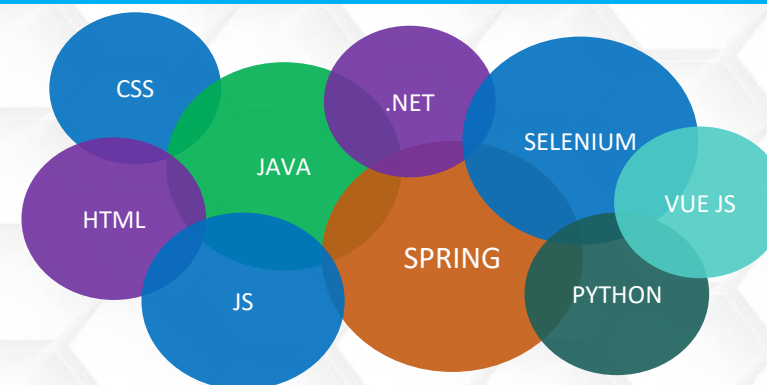 CSS
.NET
SELENIUM
JAVA
VUE JS
HTML
SPRING
JS
PYTHON